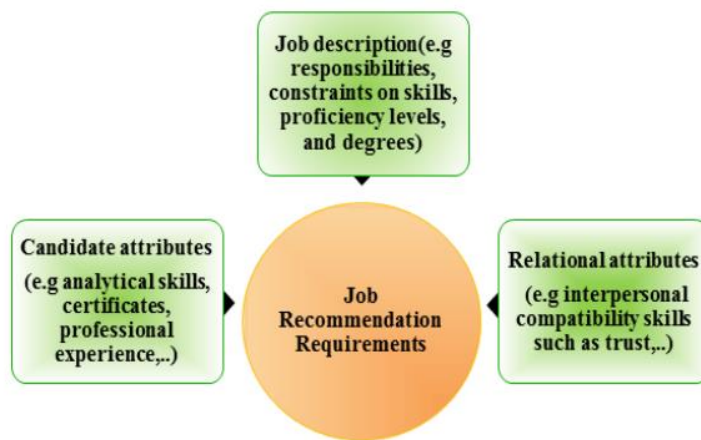 Job description(e.g
responsibilities,
constraints on skills,
proficiency levels,
and degrees)
Candidate attributes
(e.g analytical skills,
certificates,
professional
experience,..)
Job
Recommendation
Requirements
Relational attributes
(e.g interpersonal
compatibility skills
such as trust,..)